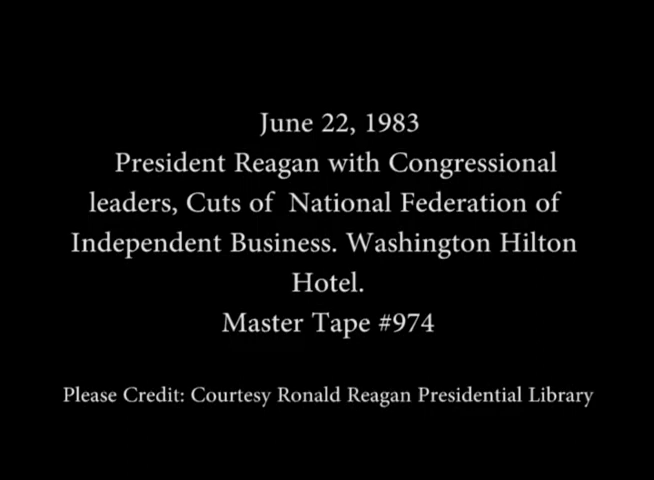 June 22, 1983
President Reagan with Congressional
leaders, Cuts of  National Federation of
Independent Business. Washington Hilton
Hotel.
Master Tape #974
Please Credit: Courtesy Ronald Reagan Presidential Library